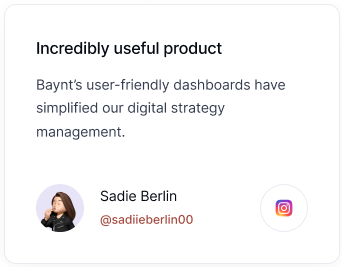 Incredibly useful product
Baynt’s user-friendly dashboards have
simplified our digital strategy
management.
Sadie Berlin
@sadiieberlin00